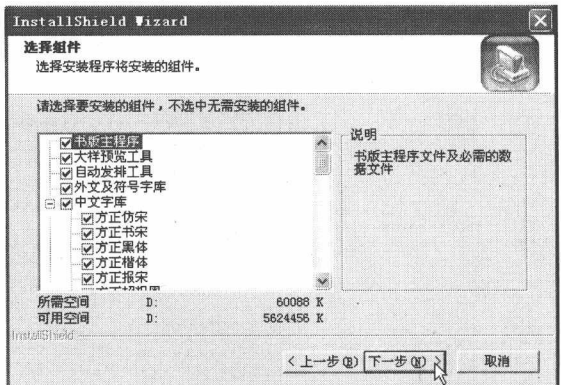 InstallShield Wizard
选择组件
选择安装程序将安装的组件。
请选择要安装的组件，不选中无需安装的组件。
书版主程序
大样预览工具
自动发排工具
外文及符号字库
中文字库
方正仿宋
方正书宋
方正黑体
方正楷体
方正报宋
说明
书版主程序文件及必需的数
据文件
所需空间 D: 60088 K
可用空间 D: 5624456 K
InstallShield
< 上一步(B) 下一步(N) > 取消